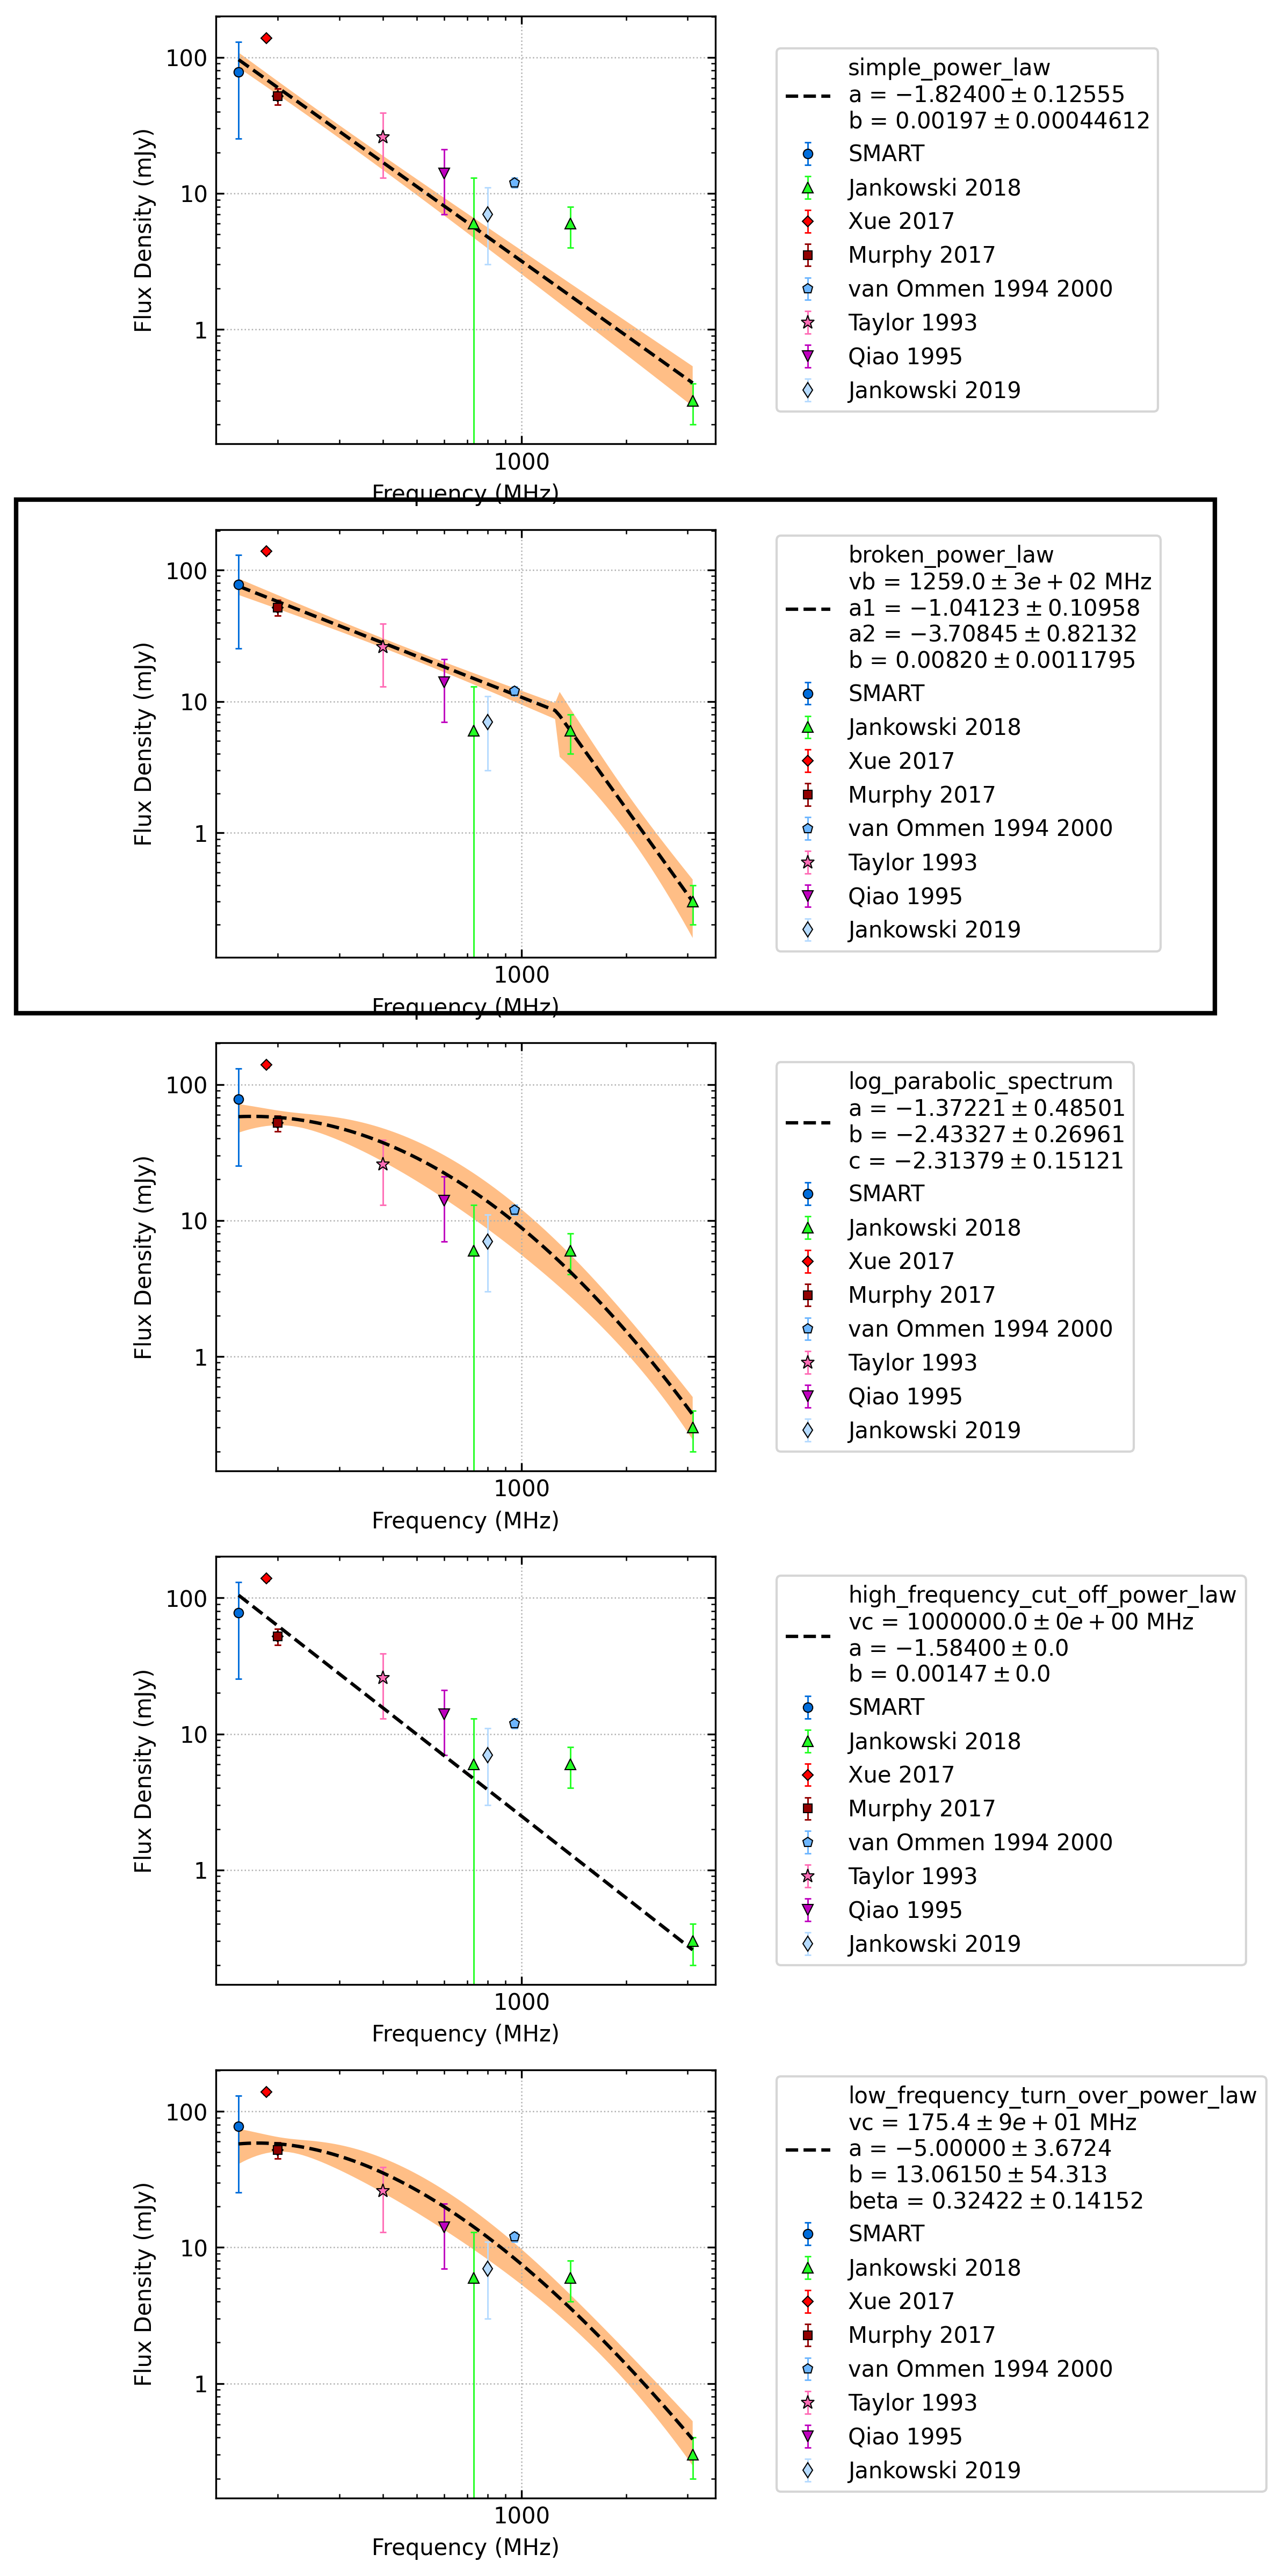 100
10
1
Flux Density (mJy)
1000
Frequency (MHz)
simple_power_law
a = −1.82400 ± 0.12555
b = 0.00197 ± 0.00044612
SMART
Jankowski 2018
Xue 2017
Murphy 2017
van Ommen 1994 2000
Taylor 1993
Qiao 1995
Jankowski 2019
100
10
1
Flux Density (mJy)
1000
Frequency (MHz)
broken_power_law
vb = 1259.0 ± 3e + 02 MHz
a1 = −1.04123 ± 0.10958
a2 = −3.70845 ± 0.82132
b = 0.00820 ± 0.0011795
SMART
Jankowski 2018
Xue 2017
Murphy 2017
van Ommen 1994 2000
Taylor 1993
Qiao 1995
Jankowski 2019
100
10
1
Flux Density (mJy)
1000
Frequency (MHz)
log_parabolic_spectrum
a = −1.37221 ± 0.48501
b = −2.43327 ± 0.26961
c = −2.31379 ± 0.15121
SMART
Jankowski 2018
Xue 2017
Murphy 2017
van Ommen 1994 2000
Taylor 1993
Qiao 1995
Jankowski 2019
100
10
1
Flux Density (mJy)
1000
Frequency (MHz)
high_frequency_cut_off_power_law
vc = 1000000.0 ± 0e + 00 MHz
a = −1.58400 ± 0.0
b = 0.00147 ± 0.0
SMART
Jankowski 2018
Xue 2017
Murphy 2017
van Ommen 1994 2000
Taylor 1993
Qiao 1995
Jankowski 2019
100
10
1
Flux Density (mJy)
1000
Frequency (MHz)
low_frequency_turn_over_power_law
vc = 175.4 ± 9e + 01 MHz
a = −5.00000 ± 3.6724
b = 13.06150 ± 54.313
beta = 0.32422 ± 0.14152
SMART
Jankowski 2018
Xue 2017
Murphy 2017
van Ommen 1994 2000
Taylor 1993
Qiao 1995
Jankowski 2019